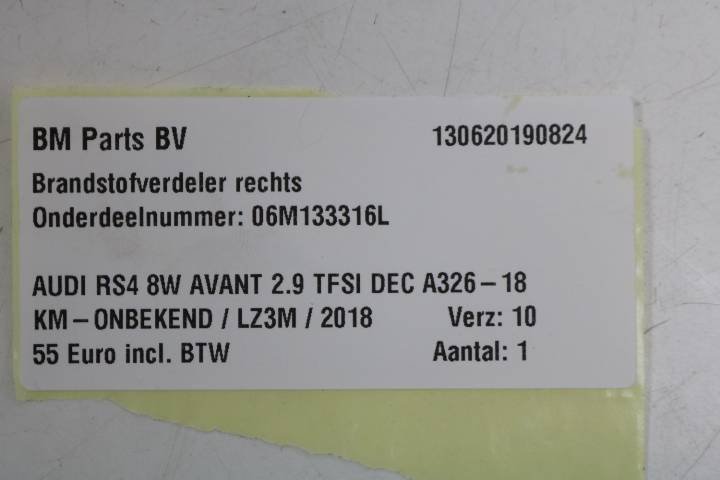 BM Parts BV 130620190824
Brandstofverdeler rechts
Onderdeelnummer: 06M133316L
AUDI RS4 8W AVANT 2.9 TFSI DEC A326-18
KM-ONBEKEND / LZ3M / 2018 Verz: 10
55 Euro incl. BTW Aantal: 1